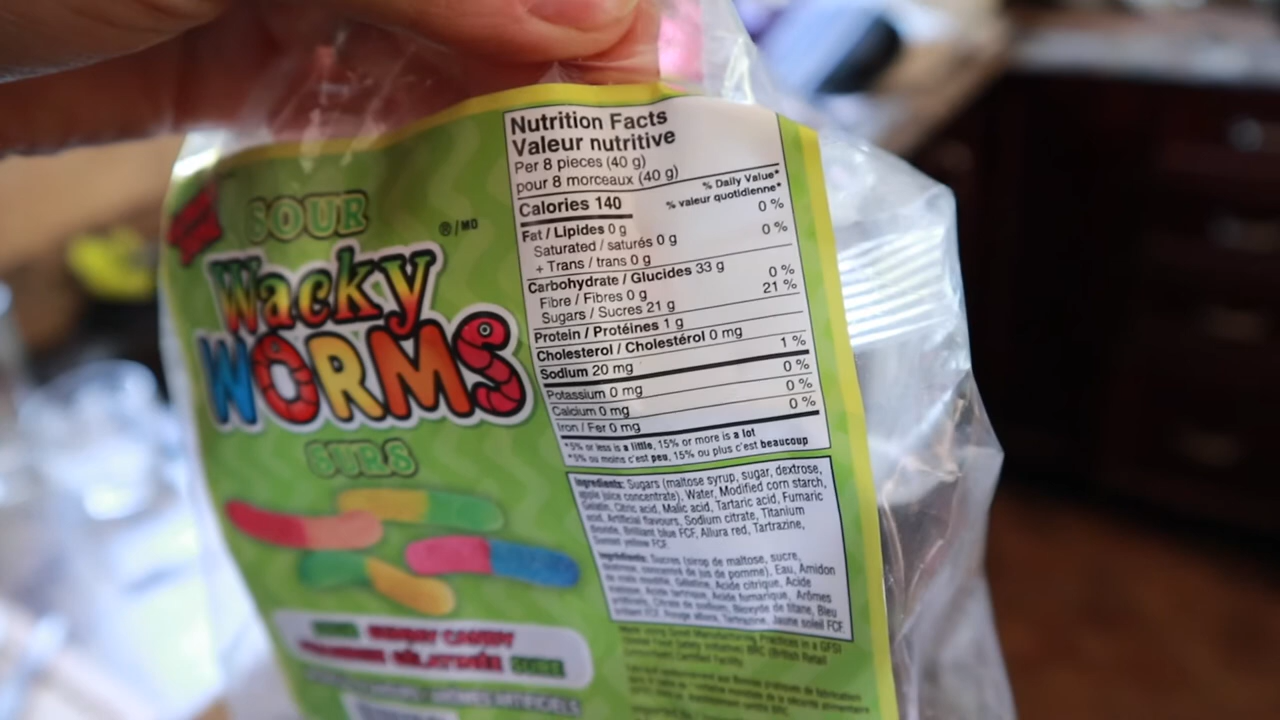 SOUR
®/MD
Wacky
WORMS
SURS
Nutrition Facts
Valeur nutritive
Per 8 pieces (40 g)
pour 8 morceaux (40 g)
% Daily Value*
% valeur quotidienne*
Calories 140
Fat / Lipides 0 g 0 %
Saturated / saturés 0 g 0 %
+ Trans / trans 0 g
Carbohydrate / Glucides 33 g
Fibre / Fibres 0 g 0 %
Sugars / Sucres 21 g 21 %
Protein / Protéines 1 g
Cholesterol / Cholestérol 0 mg
Sodium 20 mg 1 %
Potassium 0 mg 0 %
Calcium 0 mg 0 %
Iron / Fer 0 mg 0 %
*5% or less is a little, 15% or more is a lot
*5% ou moins c'est peu, 15% ou plus c'est beaucoup
Ingredients: Sugars (maltose syrup, sugar, dextrose,
apple juice concentrate), Water, Modified corn starch,
Gelatin, Citric acid, Malic acid, Tartaric acid, Fumaric
acid, Artificial flavours, Sodium citrate, Titanium
dioxide, Brilliant blue FCF, Allura red, Tartrazine,
Sunset yellow FCF.
Ingrédients: Sucres (sirop de maltose, sucre,
dextrose, concentré de jus de pomme), Eau, Amidon
de maïs modifié, Gélatine, Acide citrique, Acide
malique, Acide tartrique, Acide fumarique, Arômes
artificiels, Citrate de sodium, Bioxyde de titane, Bleu
brillant FCF, Rouge allura, Tartrazine, Jaune soleil FCF.
SOUR GUMMY CANDY
FRIANDISE GÉLATINÉE SURE